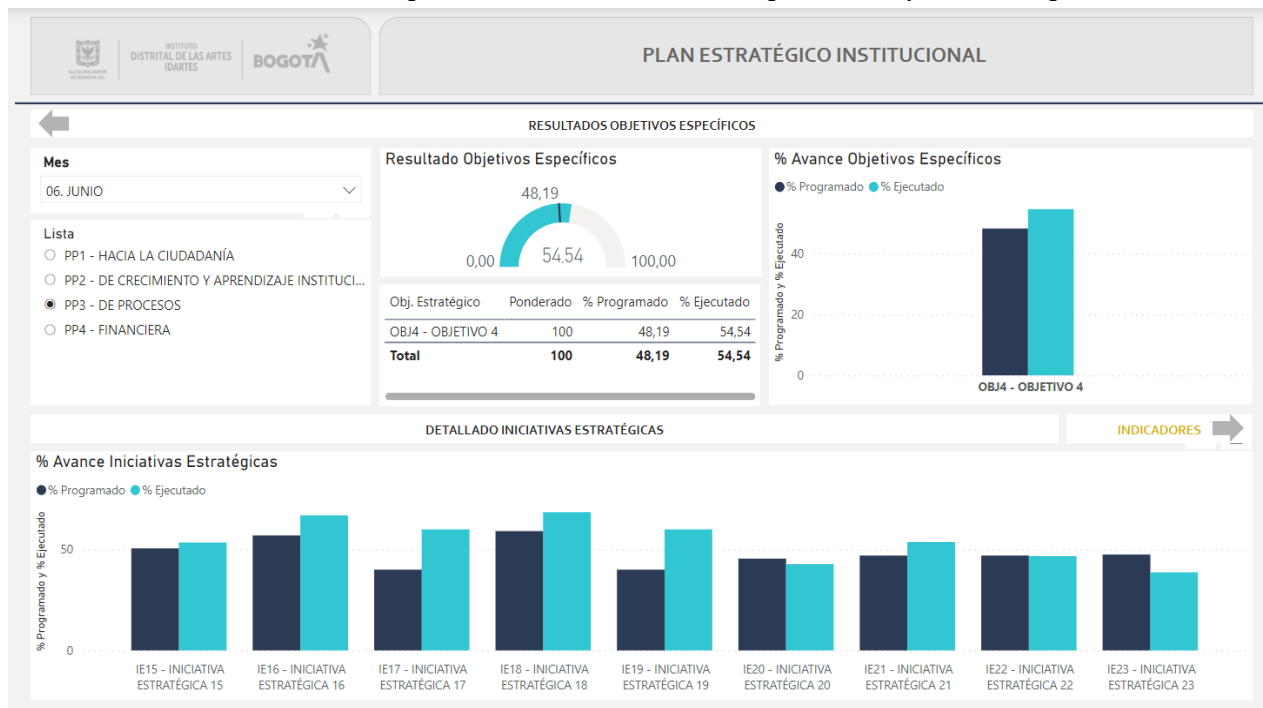 INSTITUTO
DISTRITAL DE LAS ARTES
IDARTES
BOGOTÁ
ALCALDÍA MAYOR
DE BOGOTÁ D.C.
PLAN ESTRATÉGICO INSTITUCIONAL
RESULTADOS OBJETIVOS ESPECÍFICOS
Mes
06. JUNIO
Lista
PP1 - HACIA LA CIUDADANÍA
PP2 - DE CRECIMIENTO Y APRENDIZAJE INSTITUCI...
PP3 - DE PROCESOS
PP4 - FINANCIERA
Resultado Objetivos Específicos
48,19
0,00 54,54 100,00
Obj. Estratégico Ponderado % Programado % Ejecutado
OBJ4 - OBJETIVO 4 100 48,19 54,54
Total 100 48,19 54,54
% Avance Objetivos Específicos
% Programado % Ejecutado
% Programado y % Ejecutado
40
20
0
OBJ4 - OBJETIVO 4
DETALLADO INICIATIVAS ESTRATÉGICAS
INDICADORES
% Avance Iniciativas Estratégicas
% Programado % Ejecutado
% Programado y % Ejecutado
50
0
IE15 - INICIATIVA
ESTRATÉGICA 15
IE16 - INICIATIVA
ESTRATÉGICA 16
IE17 - INICIATIVA
ESTRATÉGICA 17
IE18 - INICIATIVA
ESTRATÉGICA 18
IE19 - INICIATIVA
ESTRATÉGICA 19
IE20 - INICIATIVA
ESTRATÉGICA 20
IE21 - INICIATIVA
ESTRATÉGICA 21
IE22 - INICIATIVA
ESTRATÉGICA 22
IE23 - INICIATIVA
ESTRATÉGICA 23